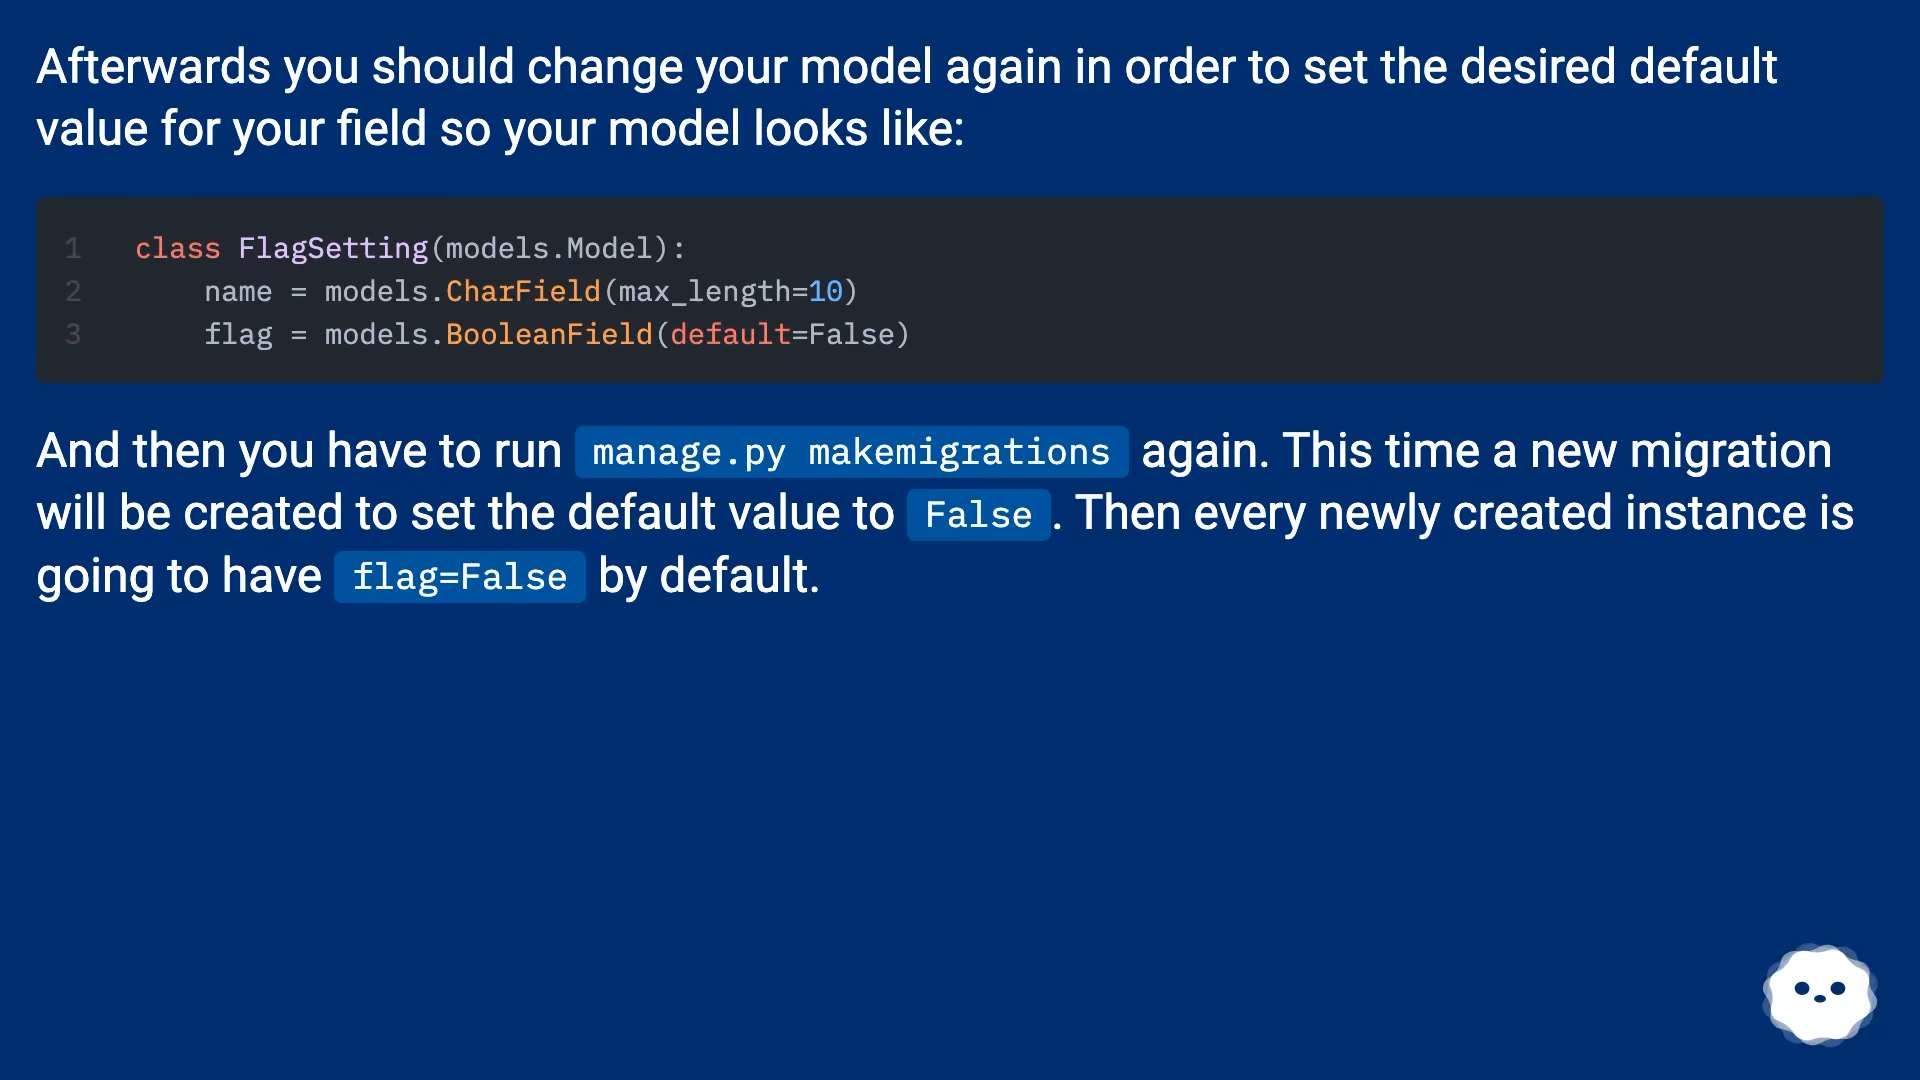 Afterwards you should change your model again in order to set the desired default
value for your field so your model looks like:
1 class FlagSetting(models.Model):
2 name = models.CharField(max_length=10)
3 flag = models.BooleanField(default=False)
And then you have to run manage.py makemigrations again. This time a new migration
will be created to set the default value to False . Then every newly created instance is
going to have flag=False by default.